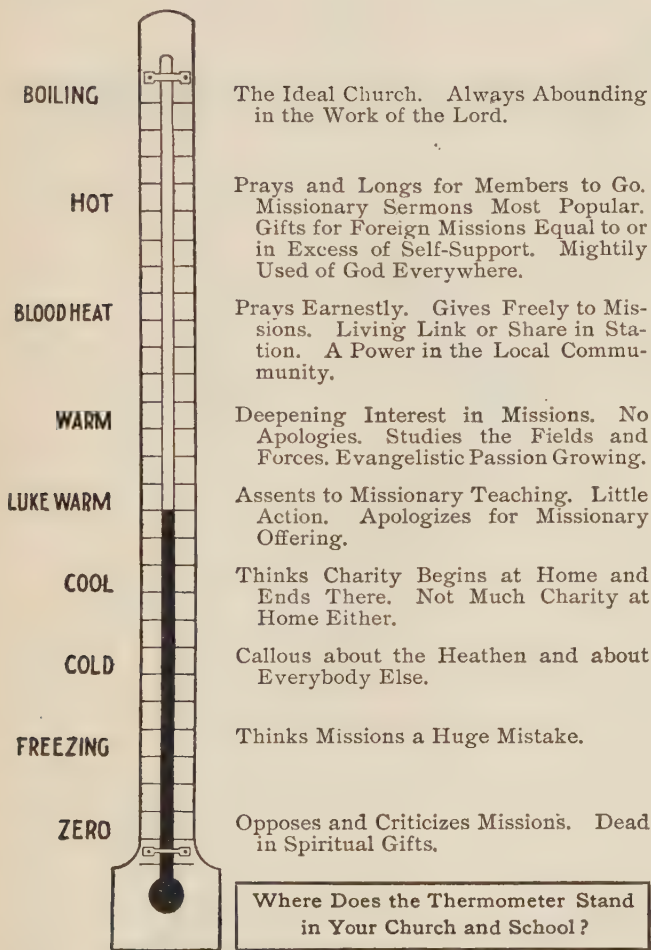 BOILING
The Ideal Church. Always Abounding
in the Work of the Lord.
HOT
Prays and Longs for Members to Go.
Missionary Sermons Most Popular.
Gifts for Foreign Missions Equal to or
in Excess of Self-Support. Mightily
Used of God Everywhere.
BLOOD HEAT
Prays Earnestly. Gives Freely to Mis-
sions. Living Link or Share in Sta-
tion. A Power in the Local Commu-
munity.
WARM
Deepening Interest in Missions. No
Apologies. Studies the Fields and
Forces. Evangelistic Passion Growing.
LUKE WARM
Assents to Missionary Teaching. Little
Action. Apologizes for Missionary
Offering.
COOL
Thinks Charity Begins at Home and
Ends There. Not Much Charity at
Home Either.
COLD
Callous about the Heathen and about
Everybody Else.
FREEZING
Thinks Missions a Huge Mistake.
ZERO
Opposes and Criticizes Missions. Dead
in Spiritual Gifts.
Where Does the Thermometer Stand
in Your Church and School?